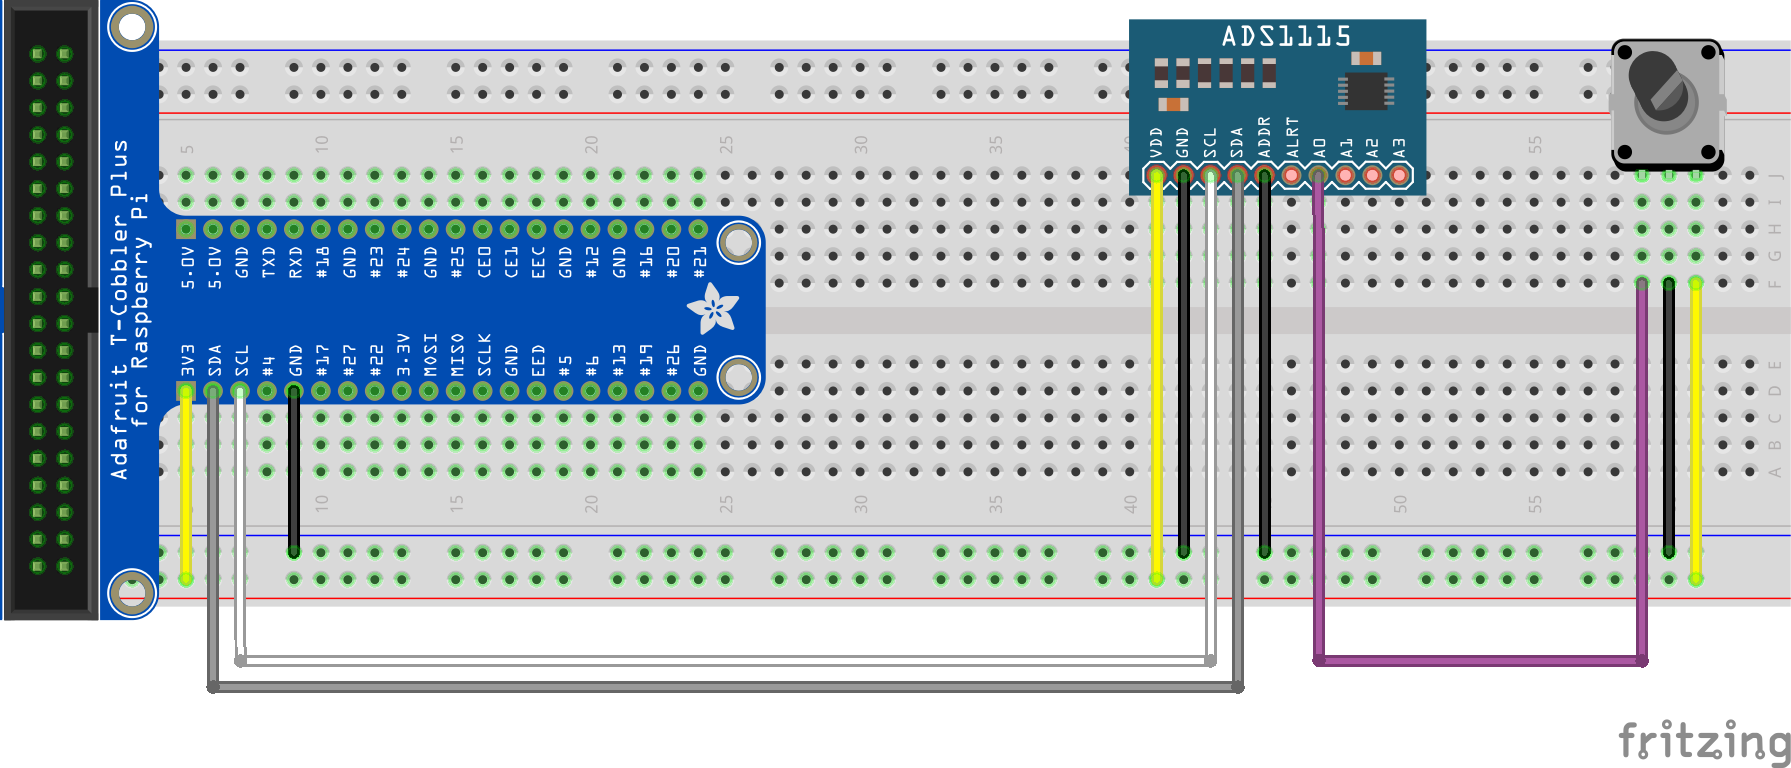 ADS1115
VDD
GND
SCL
SDA
ADDR
ALRT
A0
A1
A2
A3
5
10
15
20
25
30
35
55
J
I
H
G
F
Adafruit T-Cobbler Plus
for Raspberry Pi
5.0V
5.0V
GND
TXD
RXD
#18
GND
#23
#24
GND
#25
CE0
CE1
EEC
GND
#12
GND
#16
#20
#21
3V3
SDA
SCL
#4
GND
#17
#27
#22
3.3V
MOSI
MISO
SCLK
GND
EED
#5
#6
#13
#19
#26
GND
E
D
C
B
A
10
15
20
25
30
35
40
50
55
fritzing